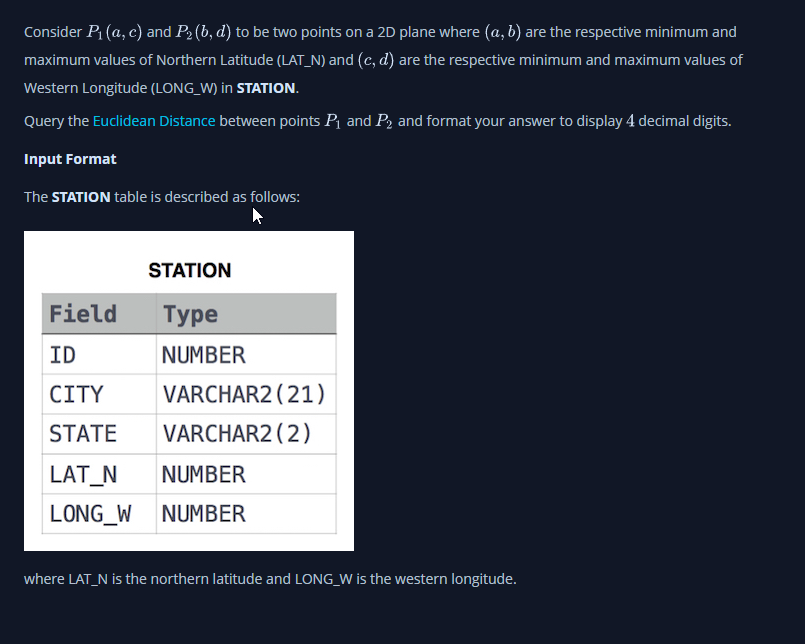 Consider P₁(a, c) and P₂(b, d) to be two points on a 2D plane where (a, b) are the respective minimum and
maximum values of Northern Latitude (LAT_N) and (c, d) are the respective minimum and maximum values of
Western Longitude (LONG_W) in STATION.
Query the Euclidean Distance between points P₁ and P₂ and format your answer to display 4 decimal digits.
Input Format
The STATION table is described as follows:
STATION
Field Type
ID NUMBER
CITY VARCHAR2(21)
STATE VARCHAR2(2)
LAT_N NUMBER
LONG_W NUMBER
where LAT_N is the northern latitude and LONG_W is the western longitude.